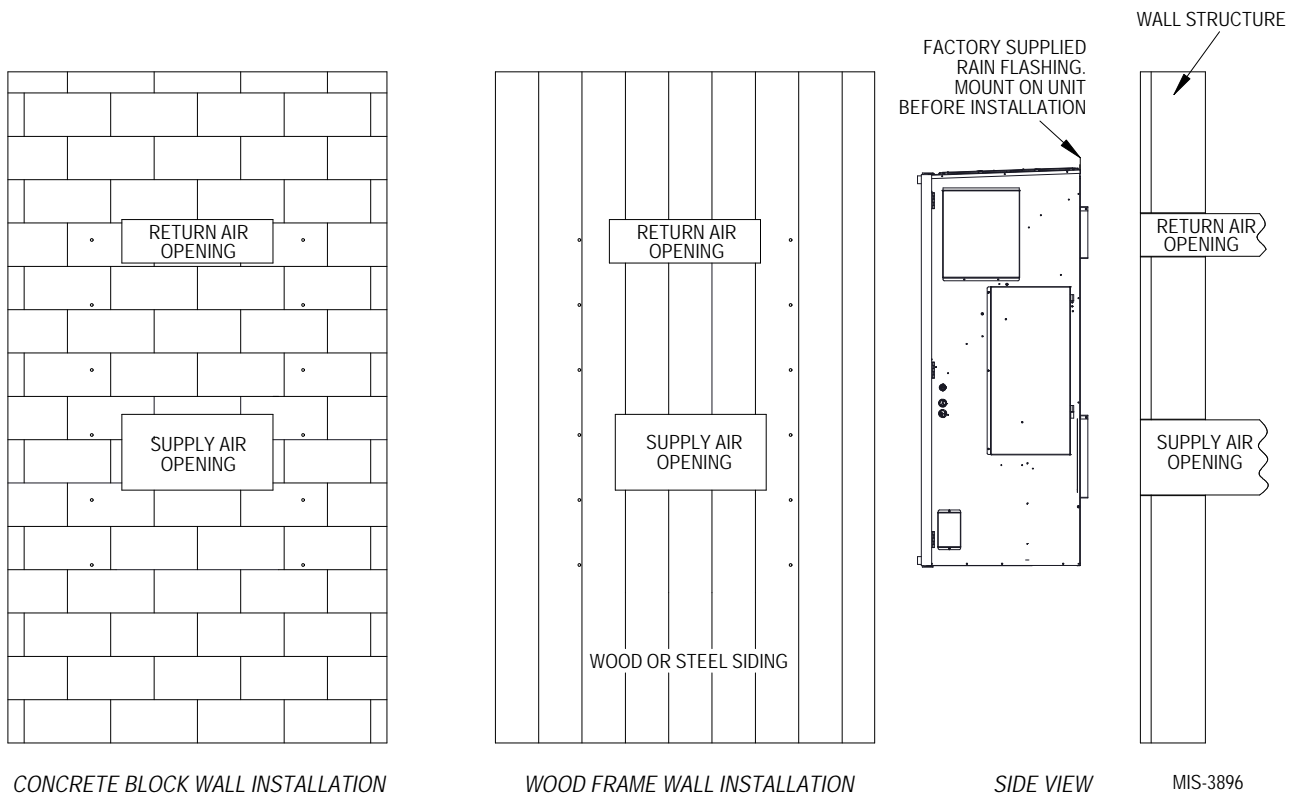 WALL STRUCTURE
FACTORY SUPPLIED
RAIN FLASHING.
MOUNT ON UNIT
BEFORE INSTALLATION
RETURN AIR
OPENING
SUPPLY AIR
OPENING
RETURN AIR
OPENING
SUPPLY AIR
OPENING
WOOD OR STEEL SIDING
RETURN AIR
OPENING
SUPPLY AIR
OPENING
CONCRETE BLOCK WALL INSTALLATION
WOOD FRAME WALL INSTALLATION
SIDE VIEW
MIS-3896